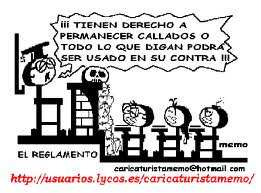 ¡¡¡ TIENEN DERECHO A
PERMANECER CALLADOS O
TODO LO QUE DIGAN PODRA
SER USADO EN SU CONTRA !!!
EL REGLAMENTO
memo
caricaturistamemo@hotmail.com
http://usuarios.lycos.es/caricaturistamemo/